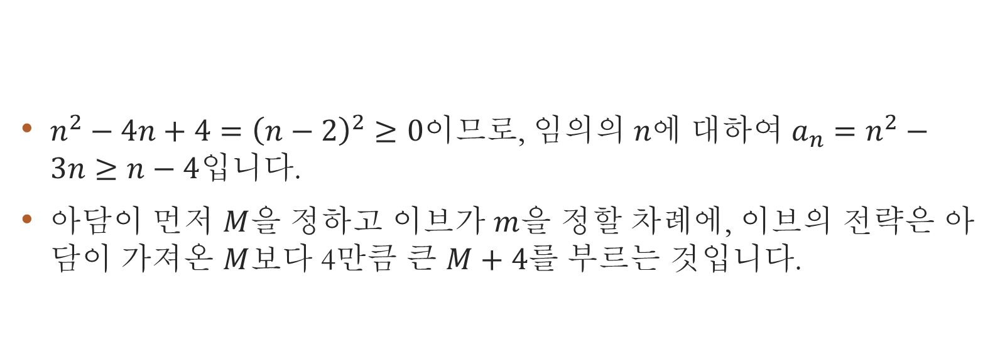 • n² − 4n + 4 = (n − 2)² ≥ 0이므로, 임의의 n에 대하여 aₙ = n² −
3n ≥ n − 4입니다.
• 아담이 먼저 M을 정하고 이브가 m을 정할 차례에, 이브의 전략은 아
담이 가져온 M보다 4만큼 큰 M + 4를 부르는 것입니다.